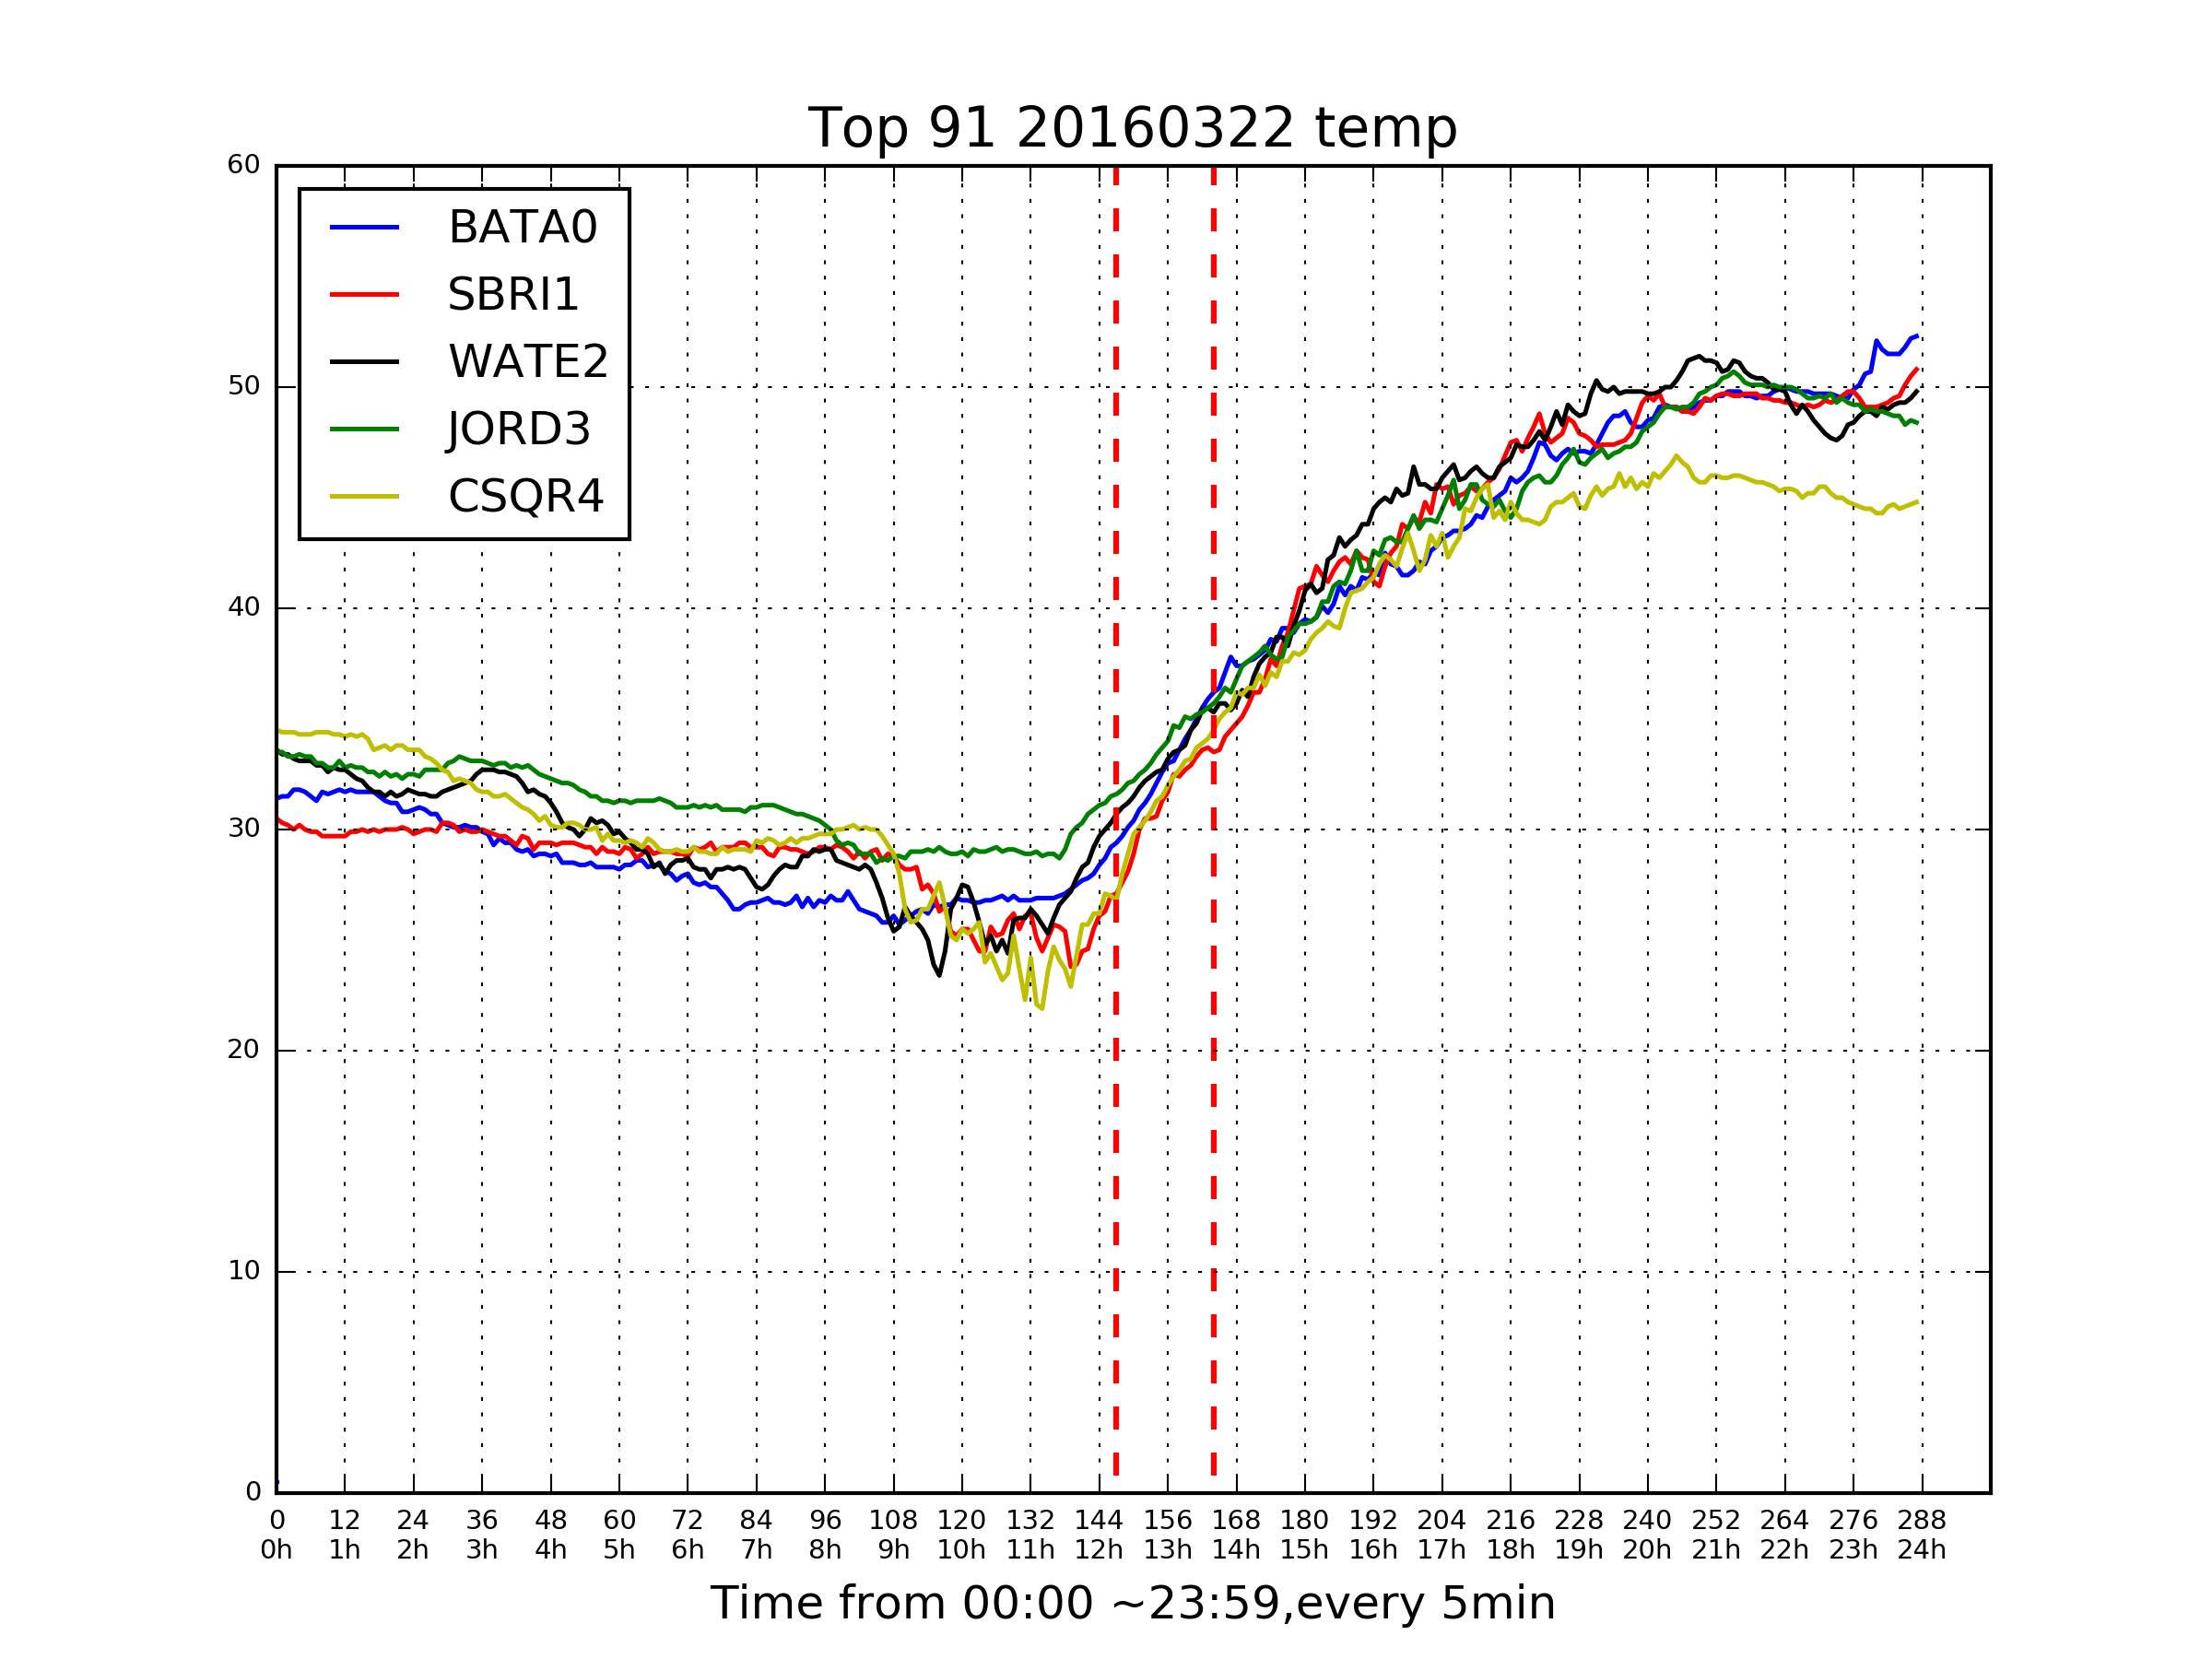 Top 91 20160322 temp
60
50
40
30
20
10
0
BATA0
SBRI1
WATE2
JORD3
CSQR4
0 12 24 36 48 60 72 84 96 108 120 132 144 156 168 180 192 204 216 228 240 252 264 276 288
0h 1h 2h 3h 4h 5h 6h 7h 8h 9h 10h 11h 12h 13h 14h 15h 16h 17h 18h 19h 20h 21h 22h 23h 24h
Time from 00:00 ~23:59,every 5min